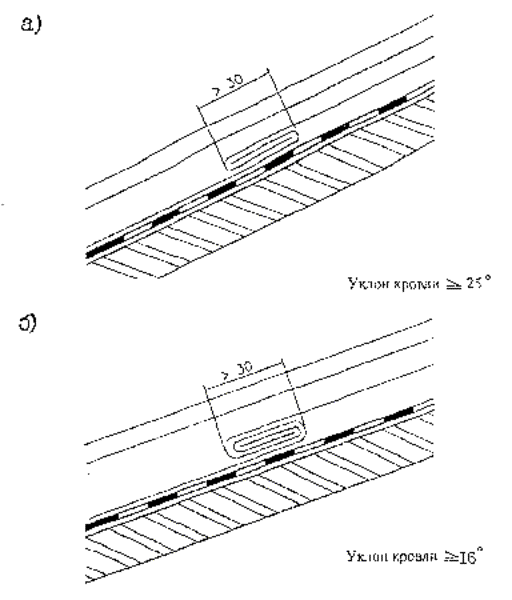 а)
> 30
Уклон кровли ≧ 25°
б)
> 30
Уклон кровли ≧16°